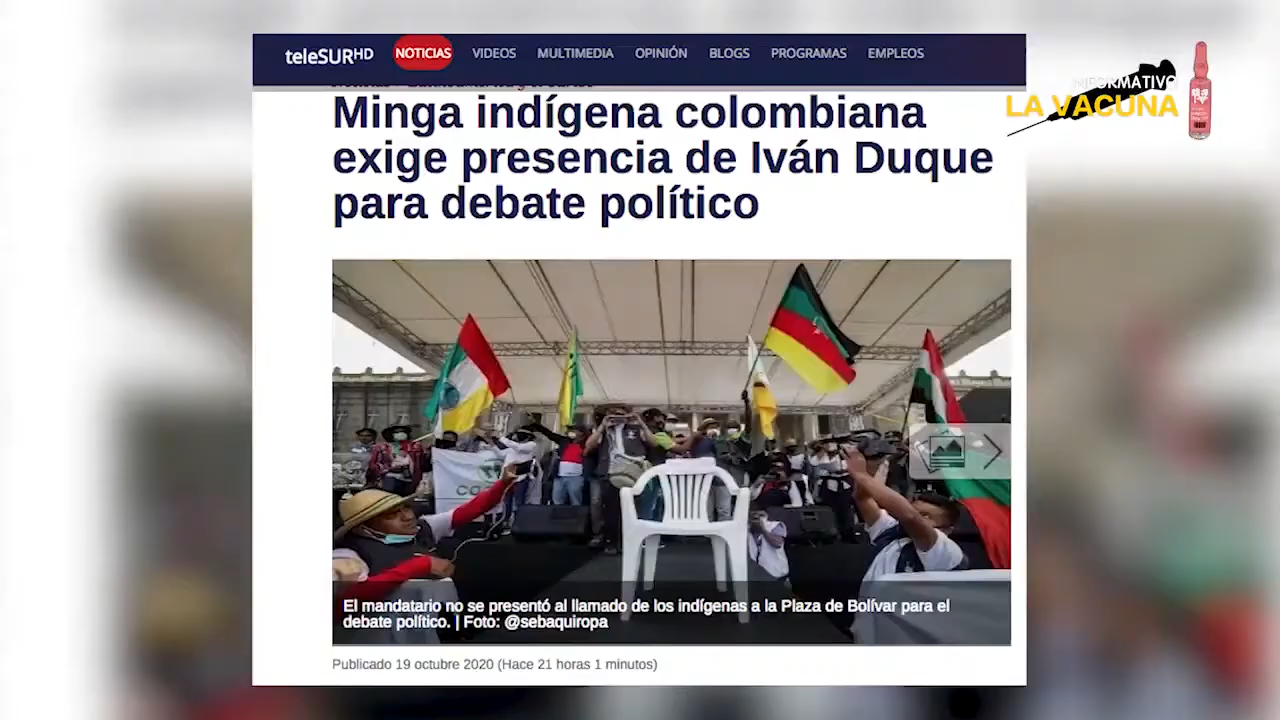 teleSURHD
NOTICIAS
VIDEOS
MULTIMEDIA
OPINIÓN
BLOGS
PROGRAMAS
EMPLEOS
INFORMATIVO
LA VACUNA
Minga indígena colombiana
exige presencia de Iván Duque
para debate político
El mandatario no se presentó al llamado de los indígenas a la Plaza de Bolívar para el
debate político. | Foto: @sebaquiropa
Publicado 19 octubre 2020 (Hace 21 horas 1 minutos)